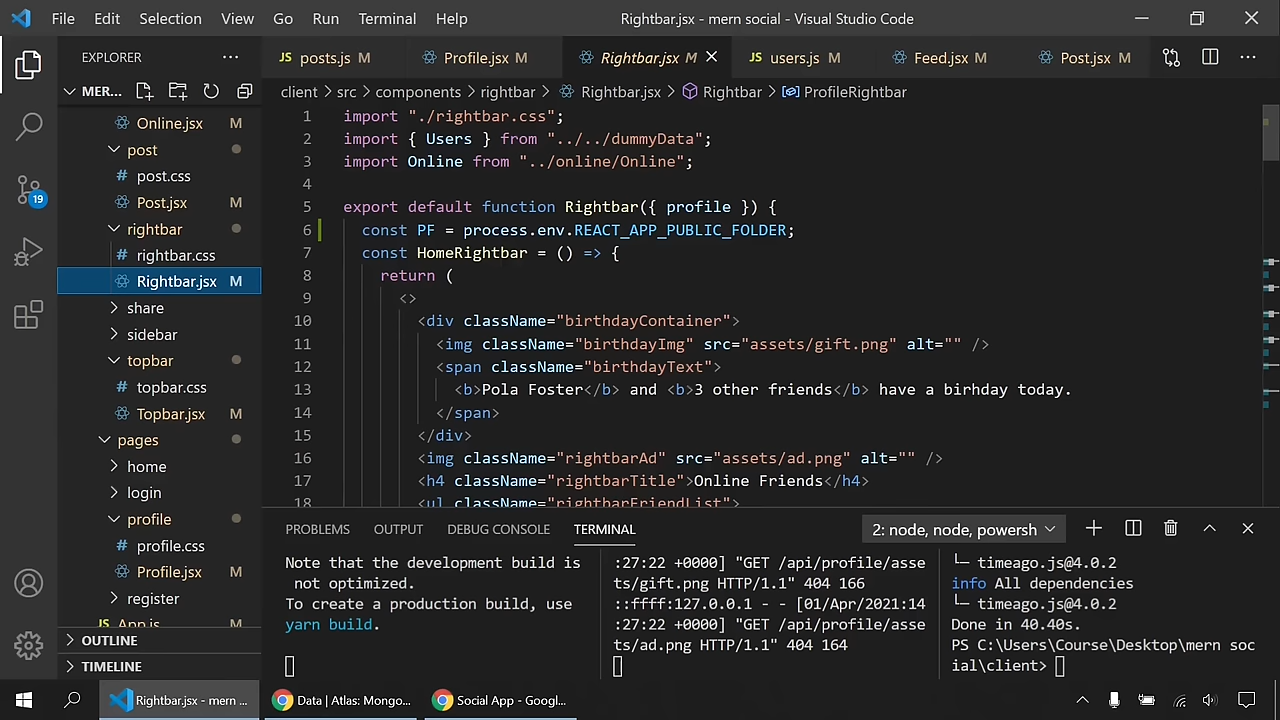 File Edit Selection View Go Run Terminal Help Rightbar.jsx - mern social - Visual Studio Code
EXPLORER
JS posts.js M Profile.jsx M Rightbar.jsx M JS users.js M Feed.jsx M Post.jsx M
MER...
client > src > components > rightbar > Rightbar.jsx > Rightbar > ProfileRightbar
Online.jsx M
post
# post.css
Post.jsx M
rightbar
# rightbar.css
Rightbar.jsx M
share
sidebar
topbar
# topbar.css
Topbar.jsx M
pages
home
login
profile
# profile.css
Profile.jsx M
register
JS App.js M
OUTLINE
TIMELINE
19
1 import "./rightbar.css";
2 import { Users } from "../../dummyData";
3 import Online from "../online/Online";
4
5 export default function Rightbar({ profile }) {
6 const PF = process.env.REACT_APP_PUBLIC_FOLDER;
7 const HomeRightbar = () => {
8 return (
9 <>
10 <div className="birthdayContainer">
11 <img className="birthdayImg" src="assets/gift.png" alt="" />
12 <span className="birthdayText">
13 <b>Pola Foster</b> and <b>3 other friends</b> have a birhday today.
14 </span>
15 </div>
16 <img className="rightbarAd" src="assets/ad.png" alt="" />
17 <h4 className="rightbarTitle">Online Friends</h4>
18 <ul className="rightbarFriendList">
PROBLEMS OUTPUT DEBUG CONSOLE TERMINAL 2: node, node, powersh
Note that the development build is
not optimized.
To create a production build, use
yarn build.
:27:22 +0000] "GET /api/profile/asse
ts/gift.png HTTP/1.1" 404 166
::ffff:127.0.0.1 - - [01/Apr/2021:14
:27:22 +0000] "GET /api/profile/asse
ts/ad.png HTTP/1.1" 404 164
└─ timeago.js@4.0.2
info All dependencies
└─ timeago.js@4.0.2
Done in 40.40s.
PS C:\Users\Course\Desktop\mern soc
ial\client>
Rightbar.jsx - mern ... Data | Atlas: Mongo... Social App - Googl...